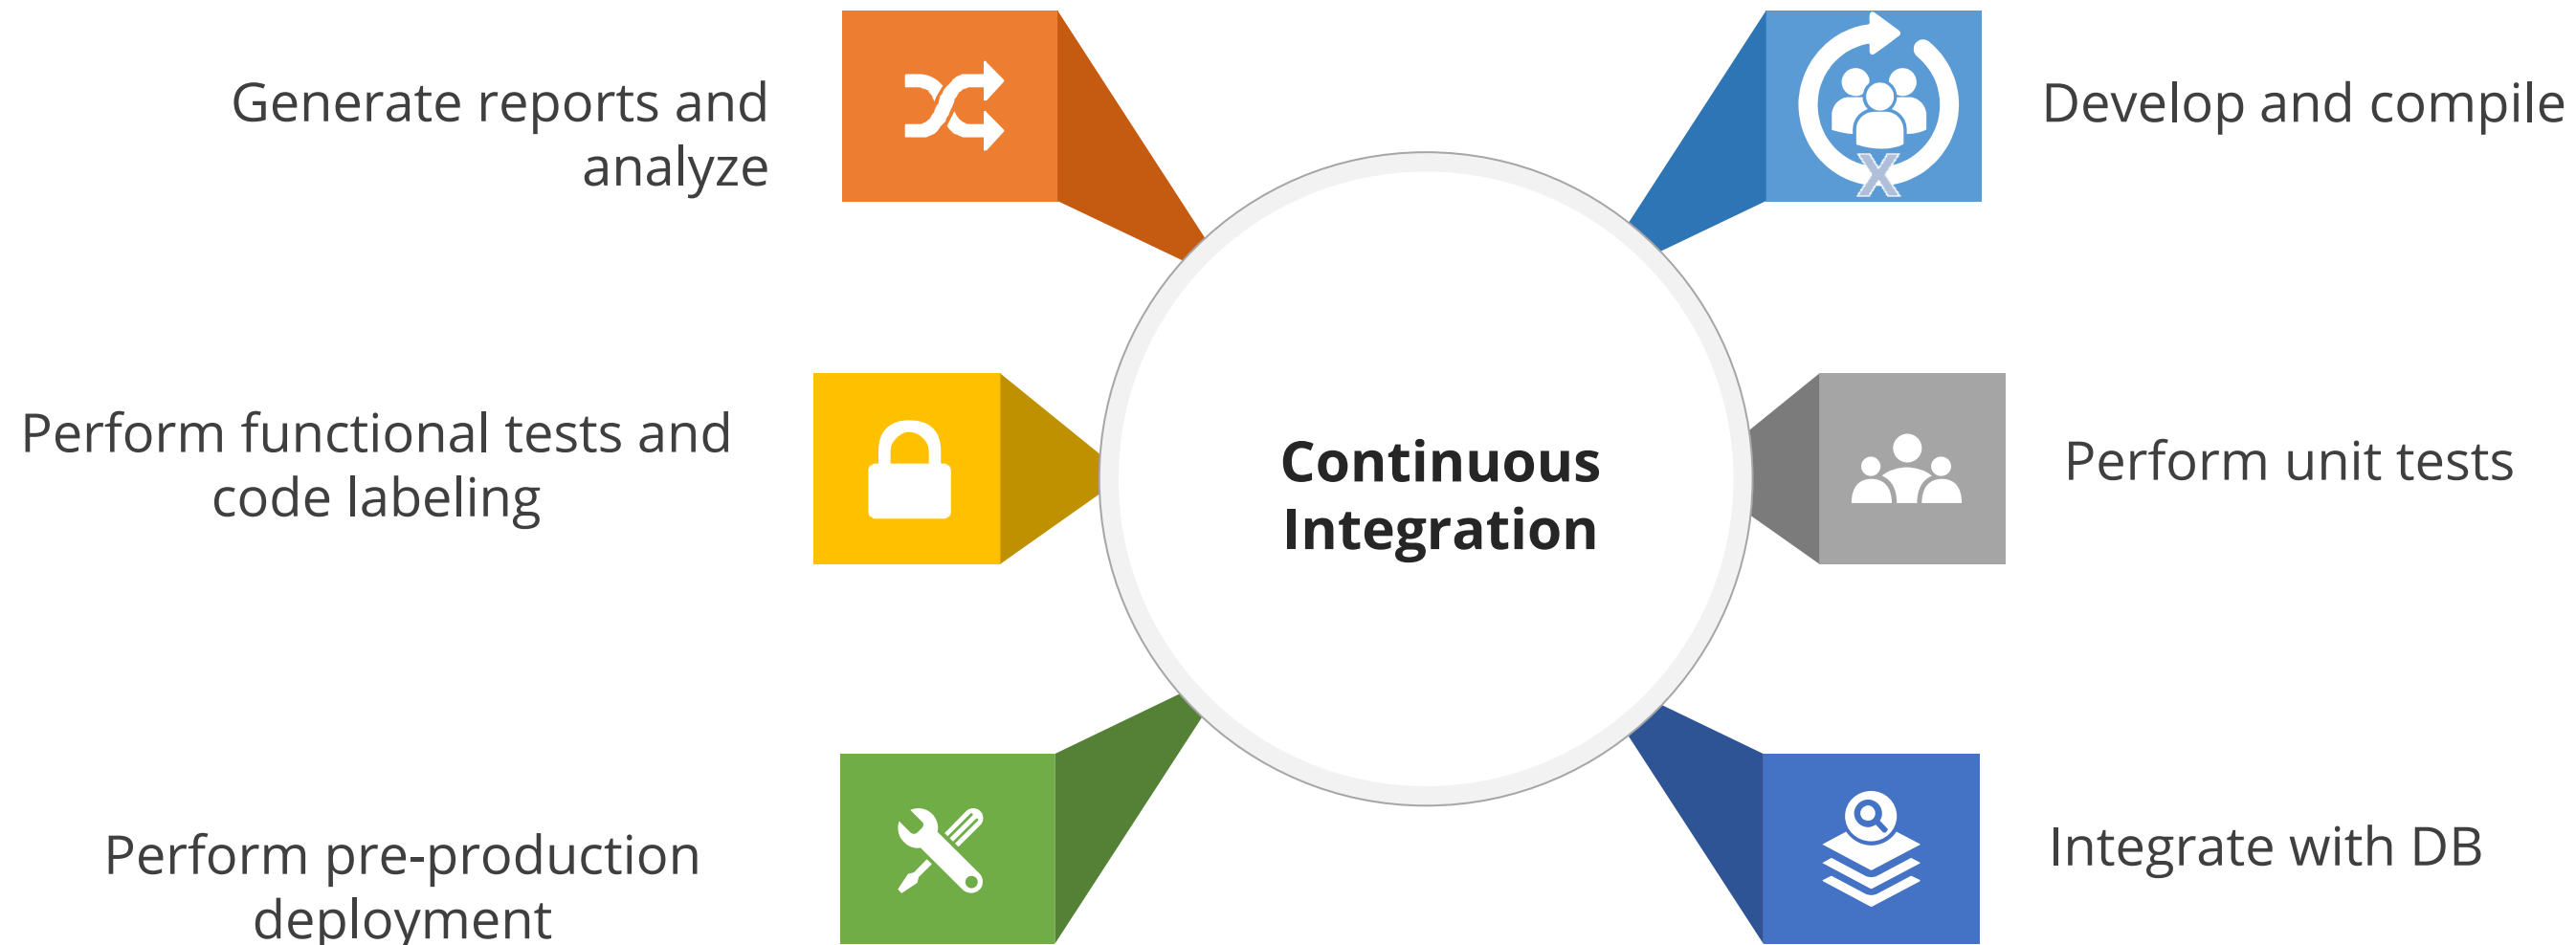 Generate reports and
analyze
Develop and compile
X
Perform functional tests and
code labeling
Continuous
Integration
Perform unit tests
Perform pre-production
deployment
Integrate with DB